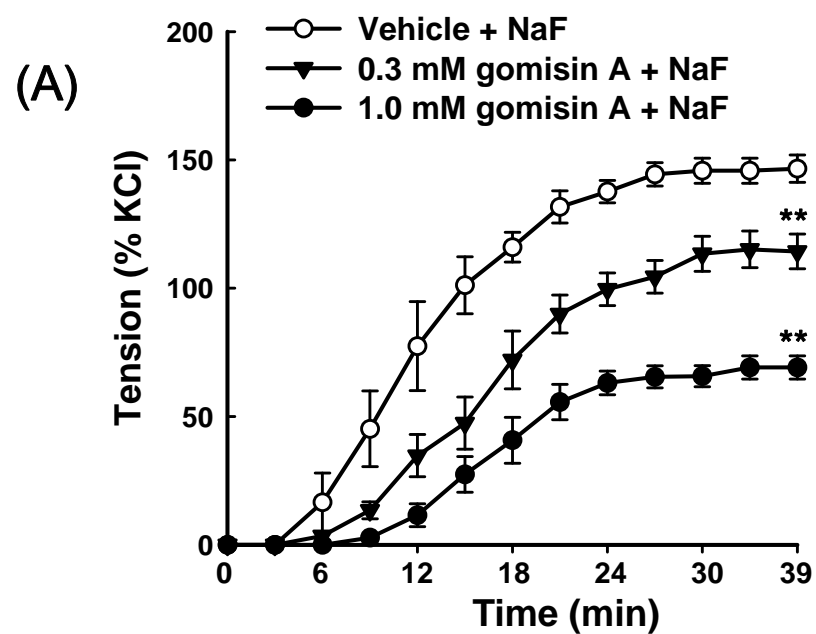 (A)
Vehicle + NaF
0.3 mM gomisin A + NaF
1.0 mM gomisin A + NaF
Tension (% KCl)
200
150
100
50
0
**
**
0 6 12 18 24 30 39
Time (min)